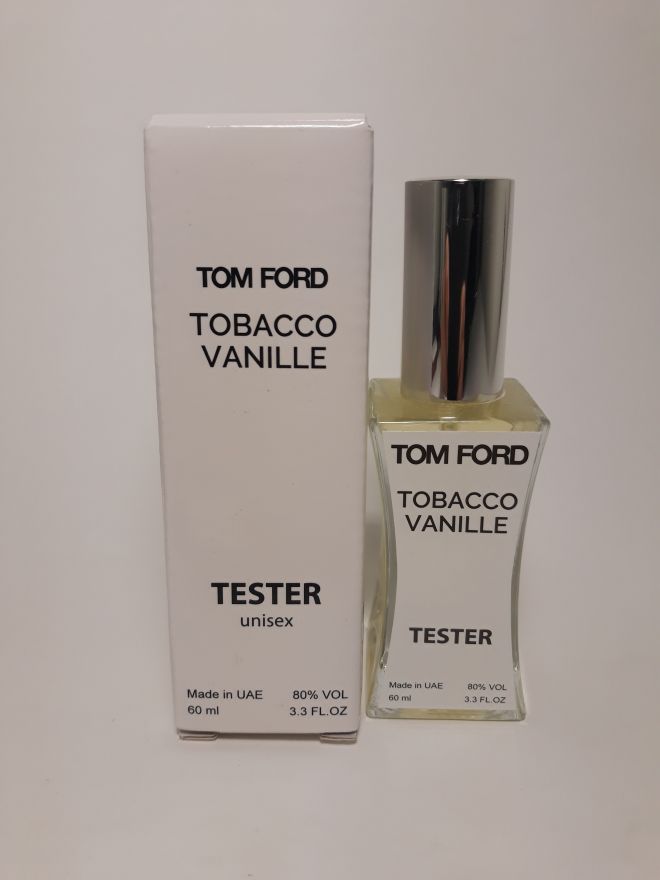 TOM FORD
TOBACCO
VANILLE
TESTER
unisex
Made in UAE 80% VOL
60 ml 3.3 FL.OZ
TOM FORD
TOBACCO
VANILLE
TESTER
Made in UAE 80% VOL
60 ml 3.3 FL.OZ